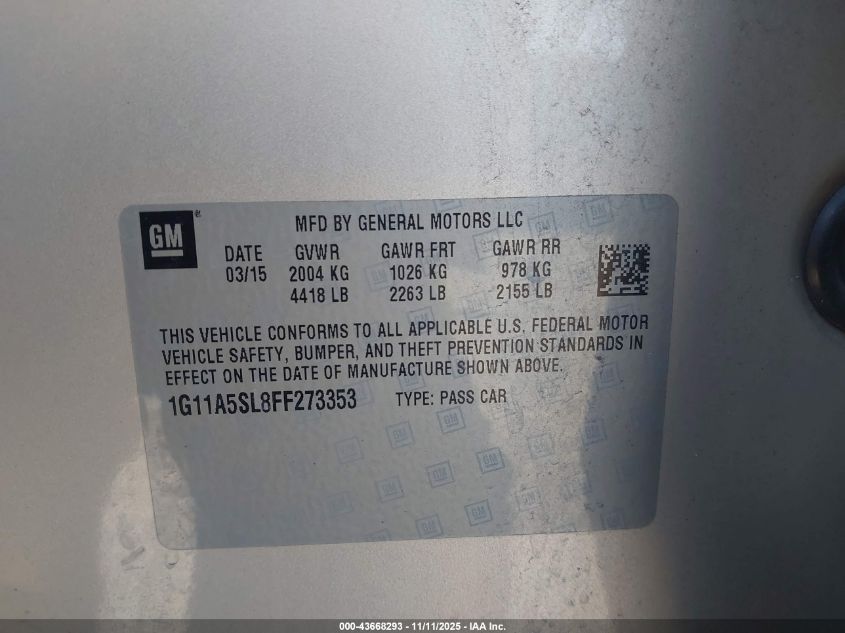 GM
MFD BY GENERAL MOTORS LLC
DATE GVWR GAWR FRT GAWR RR
03/15 2004 KG 1026 KG 978 KG
4418 LB 2263 LB 2155 LB
THIS VEHICLE CONFORMS TO ALL APPLICABLE U.S. FEDERAL MOTOR
VEHICLE SAFETY, BUMPER, AND THEFT PREVENTION STANDARDS IN
EFFECT ON THE DATE OF MANUFACTURE SHOWN ABOVE.
1G11A5SL8FF273353 TYPE: PASS CAR
000-43668293 - 11/11/2025 - IAA Inc.